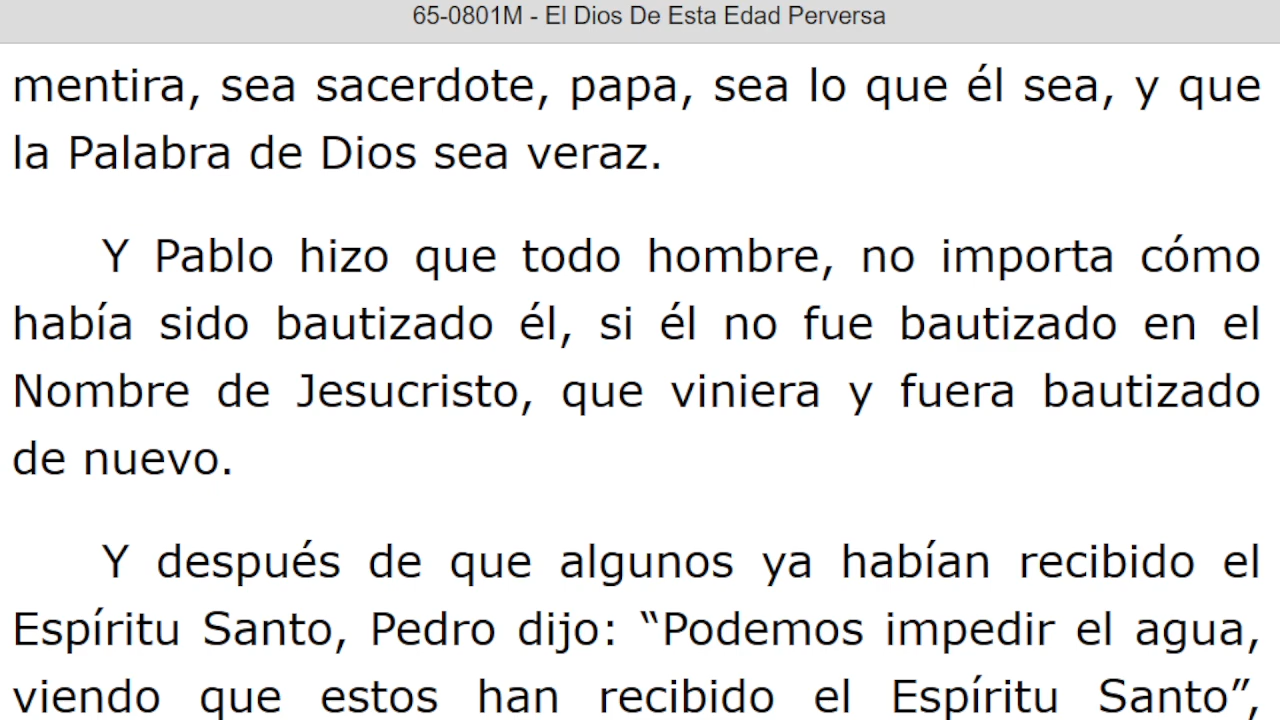 65-0801M - El Dios De Esta Edad Perversa
mentira, sea sacerdote, papa, sea lo que él sea, y que
la Palabra de Dios sea veraz.
Y Pablo hizo que todo hombre, no importa cómo
había sido bautizado él, si él no fue bautizado en el
Nombre de Jesucristo, que viniera y fuera bautizado
de nuevo.
Y después de que algunos ya habían recibido el
Espíritu Santo, Pedro dijo: “Podemos impedir el agua,
viendo que estos han recibido el Espíritu Santo”,